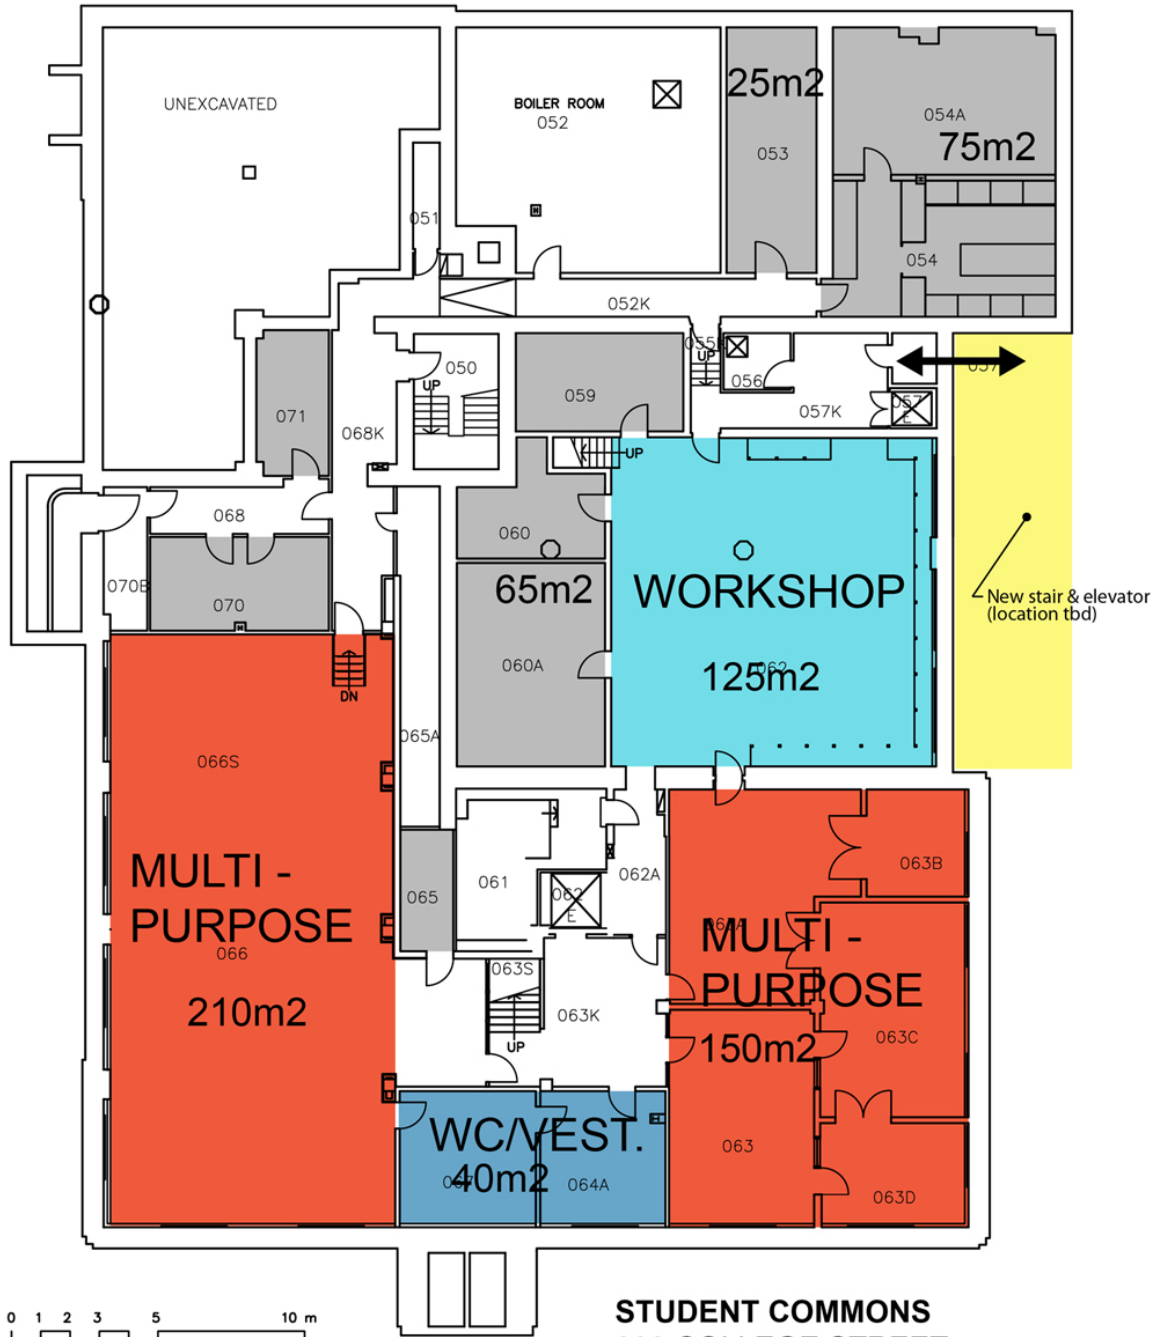 UNEXCAVATED
BOILER ROOM
052
25m2
053
054A
75m2
051
054
052K
050
UP
059
UP
056
057K
057
E
071
068K
UP
068
060
070B
070
65m2
060A
WORKSHOP
125m2
062
New stair & elevator
(location tbd)
DN
066S
065A
MULTI -
PURPOSE
066
210m2
065
061
062
E
062A
063B
MULTI -
PURPOSE
063S
UP
063K
150m2
063C
WC/VEST.
40m2
064A
063
063D
0 1 2 3 5 10 m
STUDENT COMMONS